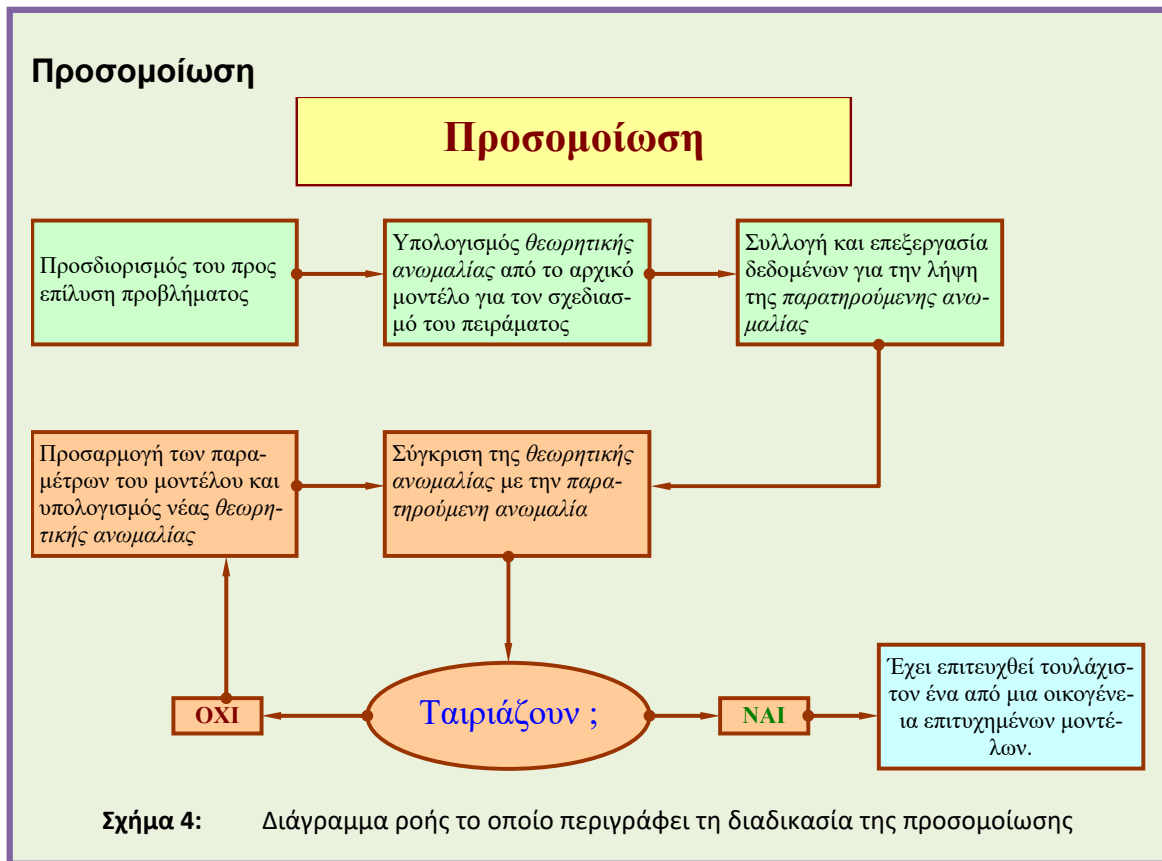 Προσομοίωση
Προσομοίωση
Προσδιορισμός του προς
επίλυση προβλήματος
Υπολογισμός θεωρητικής
ανωμαλίας από το αρχικό
μοντέλο για τον σχεδιασ-
μό του πειράματος
Συλλογή και επεξεργασία
δεδομένων για την λήψη
της παρατηρούμενης ανω-
μαλίας
Προσαρμογή των παρα-
μέτρων του μοντέλου και
υπολογισμός νέας θεωρη-
τικής ανωμαλίας
Σύγκριση της θεωρητικής
ανωμαλίας με την παρα-
τηρούμενη ανωμαλία
Ταιριάζουν ;
ΟΧΙ
ΝΑΙ
Έχει επιτευχθεί τουλάχισ-
τον ένα από μια οικογένε-
ια επιτυχημένων μοντέ-
λων.
Σχήμα 4: Διάγραμμα ροής το οποίο περιγράφει τη διαδικασία της προσομοίωσης